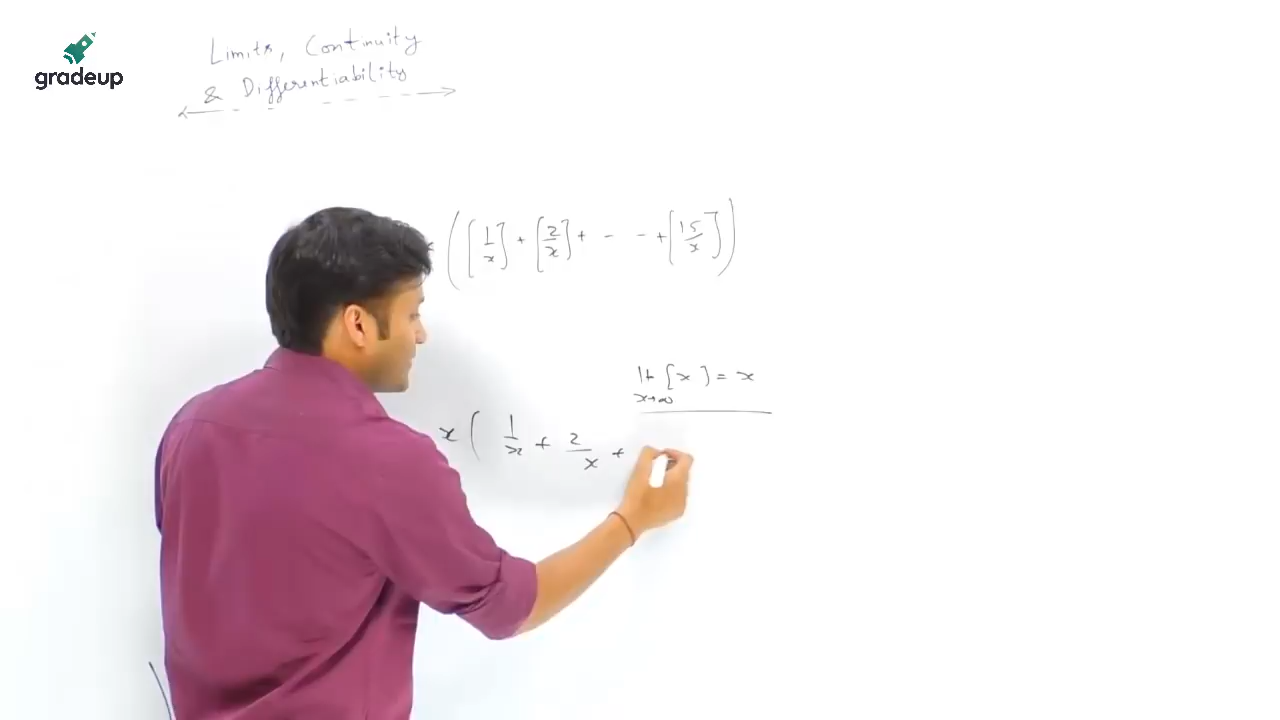 gradeup
Limits, Continuity
& Differentiability
([1/x] + [2/x] + - - + [15/x])
lt [x] = x
x→∞
x ( 1/x + 2/x +